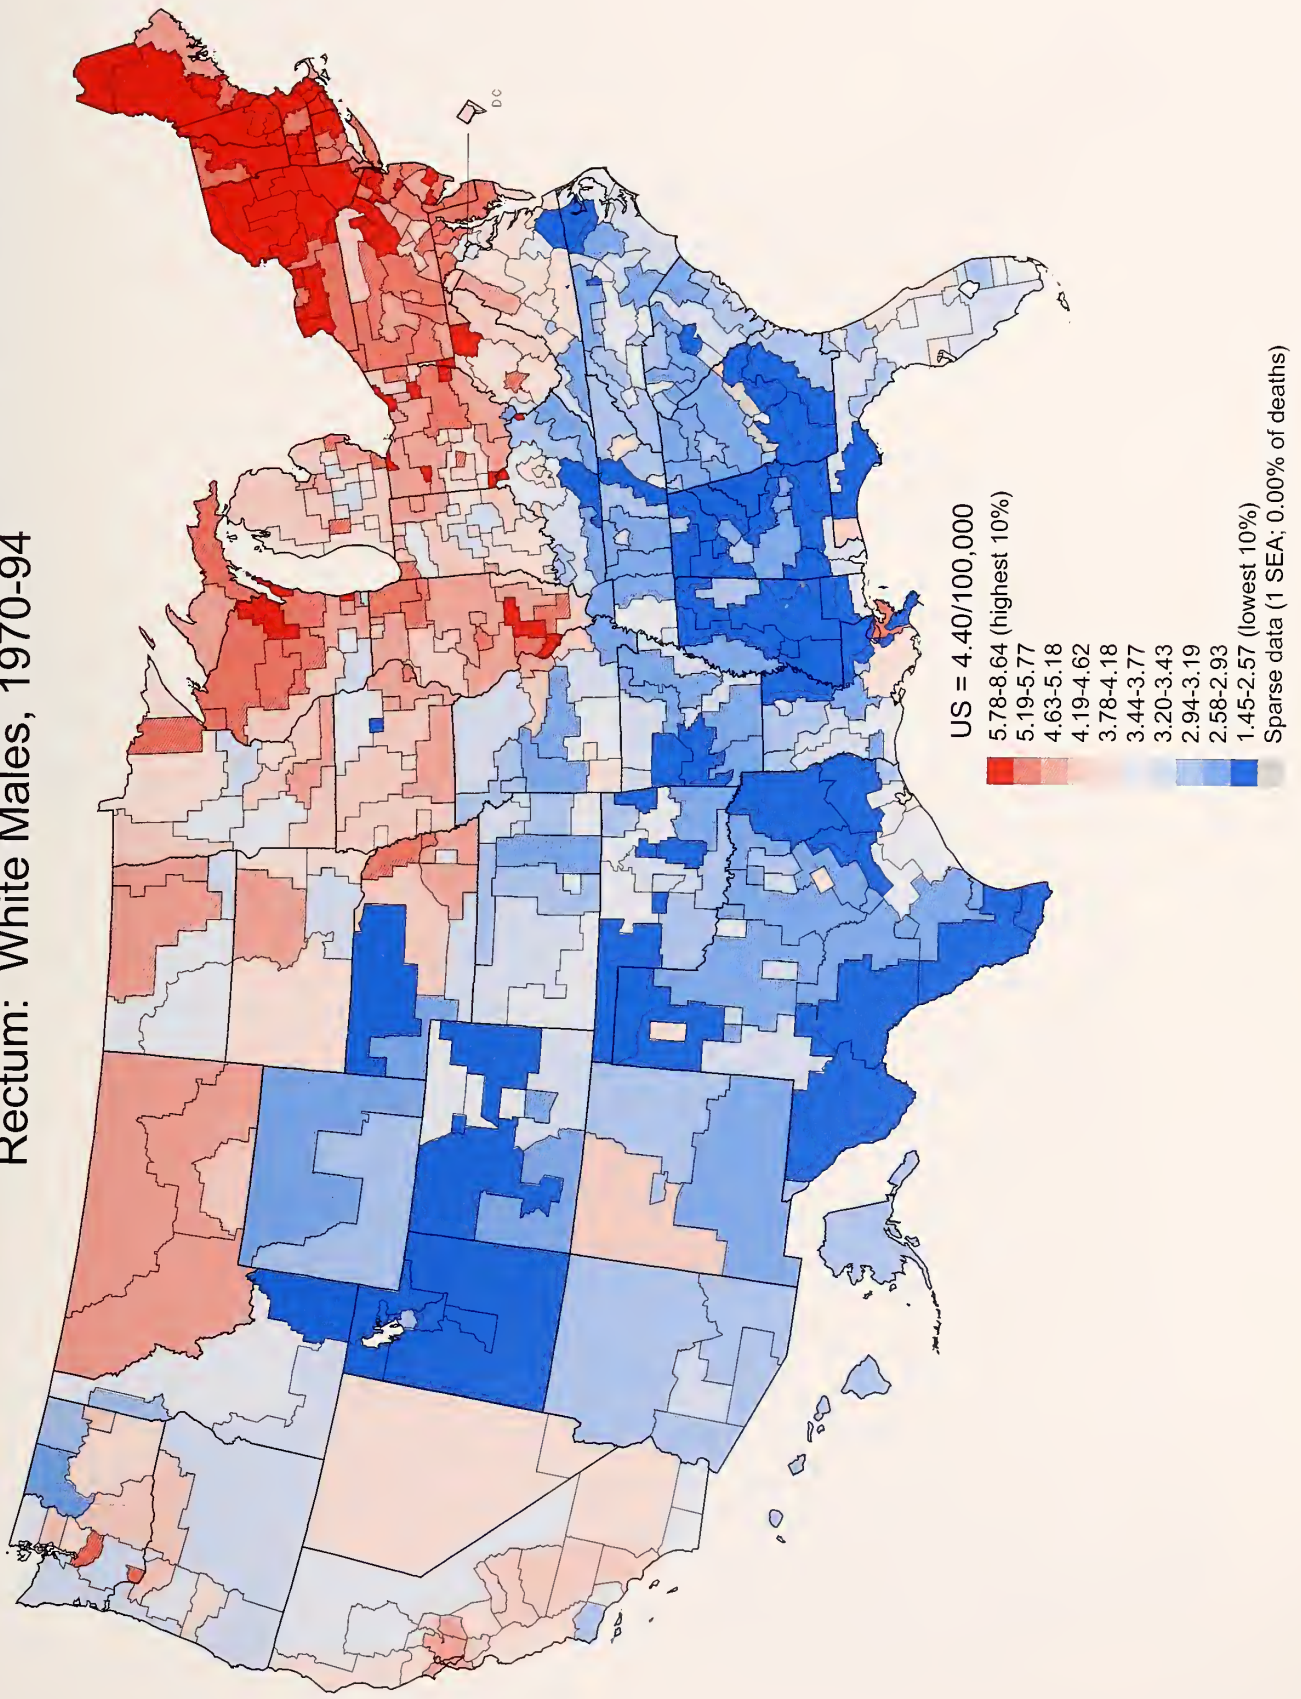 Rectum: White Males, 1970-94
DC
US = 4.40/100,000
5.78-8.64 (highest 10%)
5.19-5.77
4.63-5.18
4.19-4.62
3.78-4.18
3.44-3.77
3.20-3.43
2.94-3.19
2.58-2.93
1.45-2.57 (lowest 10%)
Sparse data (1 SEA; 0.00% of deaths)